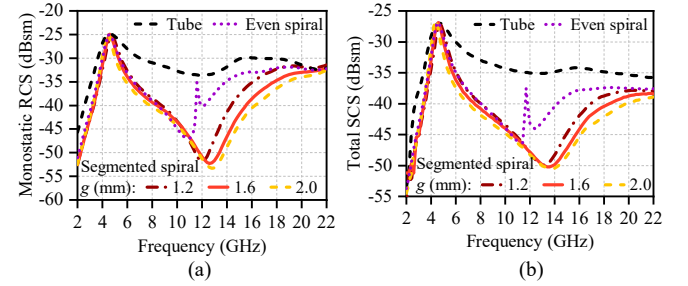 Tube Even spiral
Monostatic RCS (dBsm)
-20
-25
-30
-35
-40
-45
-50
-55
-60
Segmented spiral
g (mm): 1.2 1.6 2.0
2 4 6 8 10 12 14 16 18 20 22
Frequency (GHz)
(a)
Tube Even spiral
Total SCS (dBsm)
-25
-30
-35
-40
-45
-50
-55
Segmented spiral
g (mm): 1.2 1.6 2.0
2 4 6 8 10 12 14 16 18 20 22
Frequency (GHz)
(b)